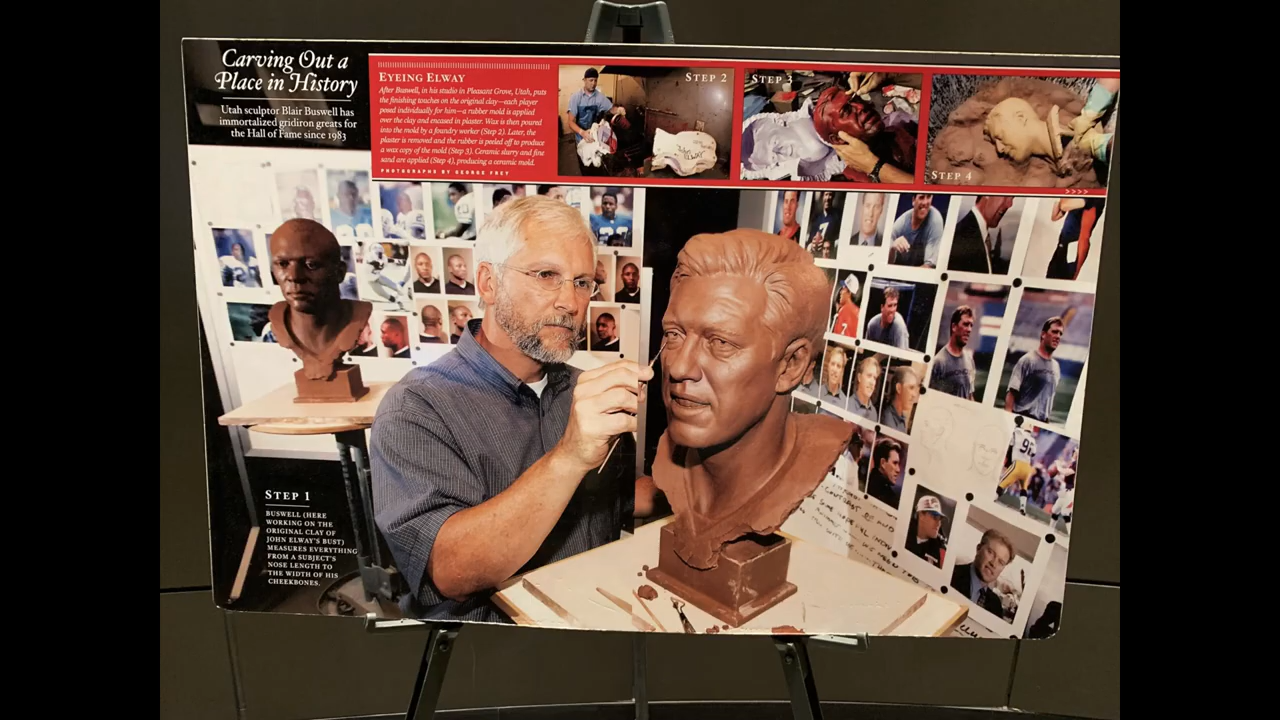 Carving Out a
Place in History
Utah sculptor Blair Buswell has
immortalized gridiron greats for
the Hall of Fame since 1983
EYEING ELWAY
After Buswell, in his studio in Pleasant Grove, Utah, puts
the finishing touches on the original clay—each player
posed individually for him—a rubber mold is applied
over the clay and encased in plaster. Wax is then poured
into the mold by a foundry worker (Step 2). Later, the
plaster is removed and the rubber is peeled off to produce
a wax copy of the mold (Step 3). Ceramic slurry and fine
sand are applied (Step 4), producing a ceramic mold.
PHOTOGRAPHS BY GEORGE FREY
STEP 2
STEP 3
STEP 4
>>>>
STEP 1
BUSWELL (HERE
WORKING ON THE
ORIGINAL CLAY OF
JOHN ELWAY'S BUST)
MEASURES EVERYTHING
FROM A SUBJECT'S
NOSE LENGTH TO
THE WIDTH OF HIS
CHEEKBONES.